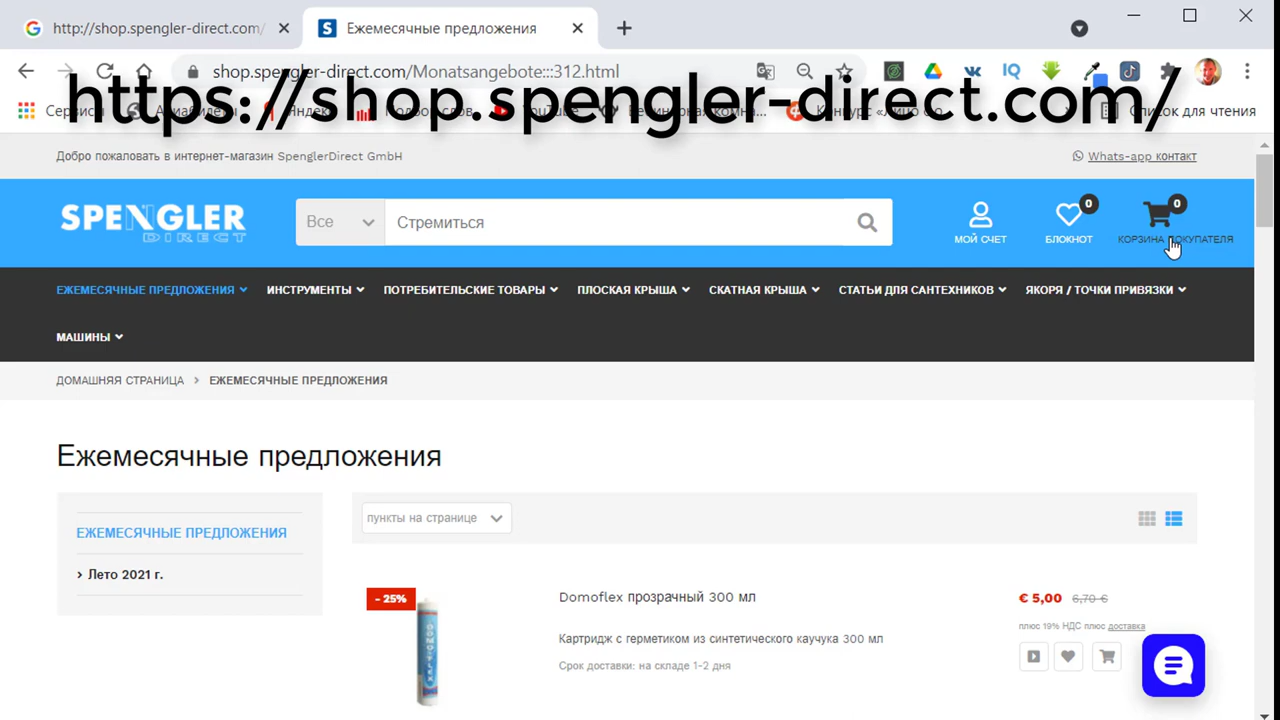 http://shop.spengler-direct.com/
Ежемесячные предложения
shop.spengler-direct.com/Monatsangebote:::312.html
https://shop.spengler-direct.com/
Сервисы
YouTube
Список для чтения
Добро пожаловать в интернет-магазин SpenglerDirect GmbH
Whats-app контакт
SPENGLER
DIRECT
Все
Стремиться
0
0
МОЙ СЧЕТ
БЛОКНОТ
КОРЗИНА ПОКУПАТЕЛЯ
ЕЖЕМЕСЯЧНЫЕ ПРЕДЛОЖЕНИЯ
ИНСТРУМЕНТЫ
ПОТРЕБИТЕЛЬСКИЕ ТОВАРЫ
ПЛОСКАЯ КРЫША
СКАТНАЯ КРЫША
СТАТЬИ ДЛЯ САНТЕХНИКОВ
ЯКОРЯ / ТОЧКИ ПРИВЯЗКИ
МАШИНЫ
ДОМАШНЯЯ СТРАНИЦА > ЕЖЕМЕСЯЧНЫЕ ПРЕДЛОЖЕНИЯ
Ежемесячные предложения
ЕЖЕМЕСЯЧНЫЕ ПРЕДЛОЖЕНИЯ
› Лето 2021 г.
пункты на странице
- 25%
Domoflex прозрачный 300 мл
Картридж с герметиком из синтетического каучука 300 мл
Срок доставки: на складе 1-2 дня
€ 5,00 6,70 €
плюс 19% НДС плюс доставка